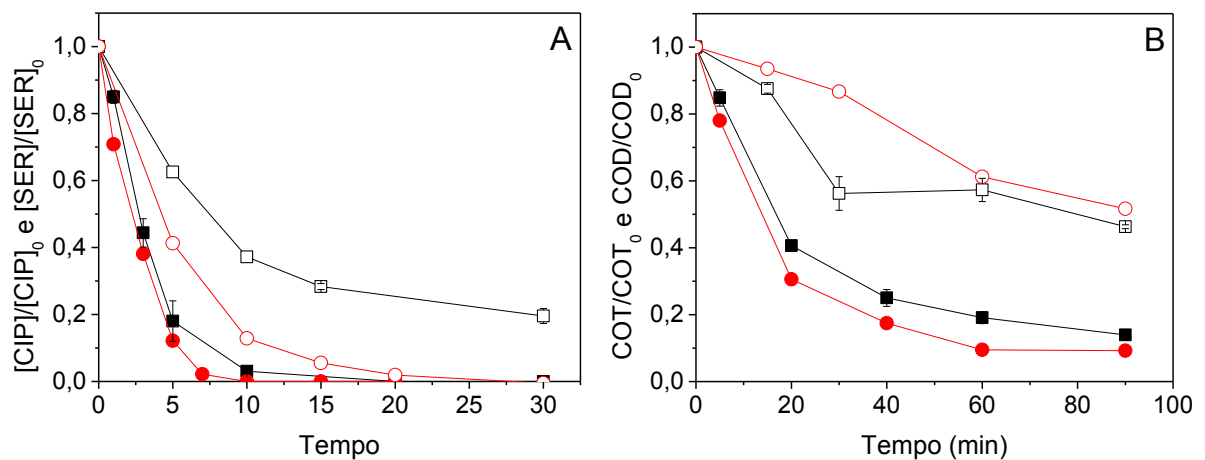 A
1,0
0,8
0,6
0,4
0,2
0,0
[CIP]/[CIP]₀ e [SER]/[SER]₀
0 5 10 15 20 25 30
Tempo
B
1,0
0,8
0,6
0,4
0,2
0,0
COT/COT₀ e COD/COD₀
0 20 40 60 80 100
Tempo (min)